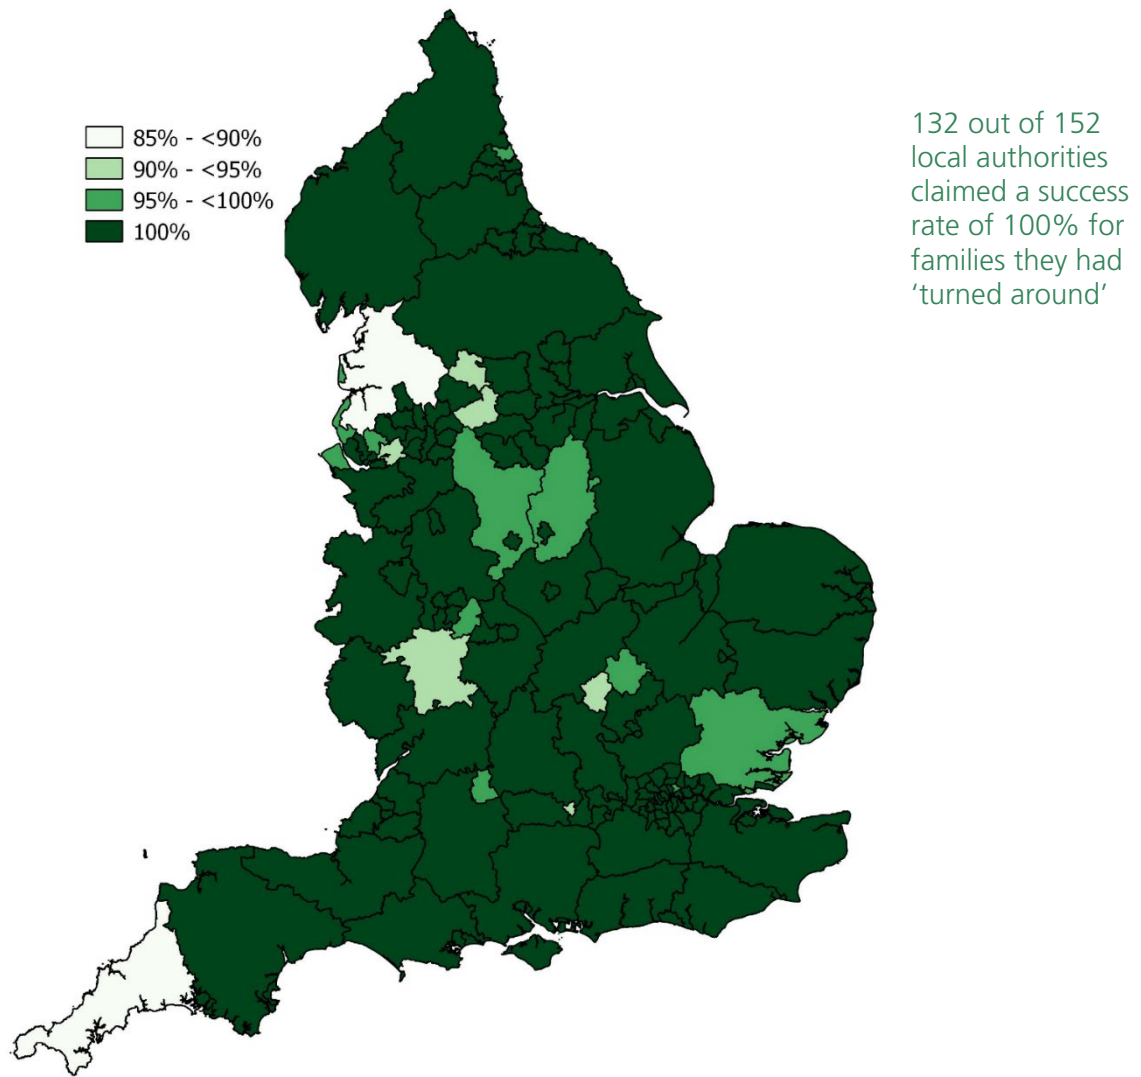 85% - <90%
90% - <95%
95% - <100%
100%
132 out of 152
local authorities
claimed a success
rate of 100% for
families they had
‘turned around’